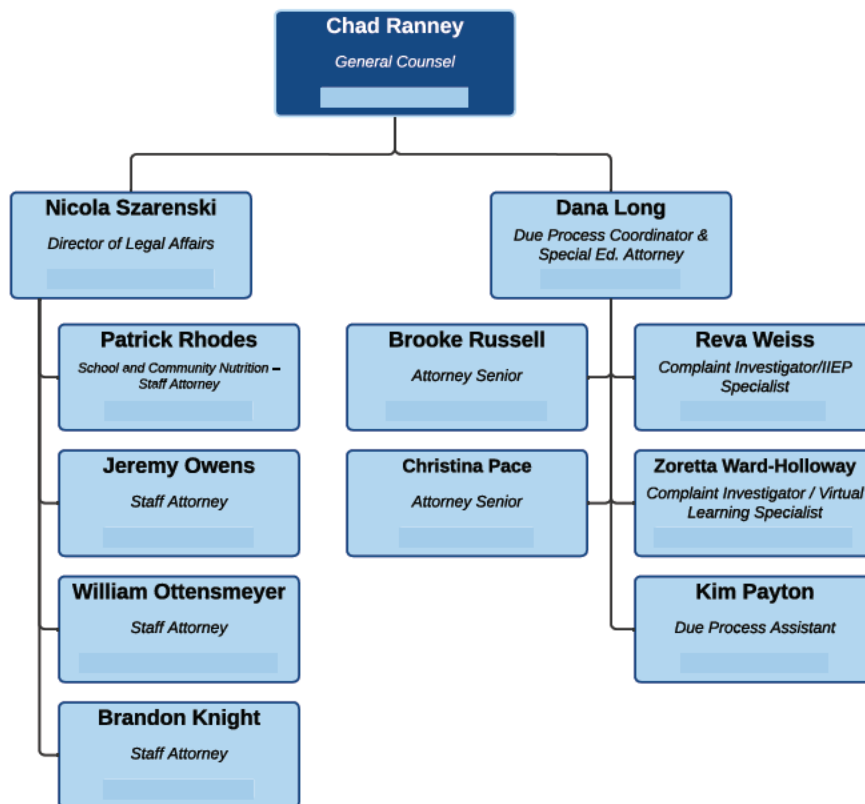 Chad Ranney
General Counsel
Nicola Szarenski
Director of Legal Affairs
Dana Long
Due Process Coordinator &
Special Ed. Attorney
Patrick Rhodes
School and Community Nutrition –
Staff Attorney
Jeremy Owens
Staff Attorney
William Ottensmeyer
Staff Attorney
Brandon Knight
Staff Attorney
Brooke Russell
Attorney Senior
Christina Pace
Attorney Senior
Reva Weiss
Complaint Investigator/IIEP
Specialist
Zoretta Ward-Holloway
Complaint Investigator / Virtual
Learning Specialist
Kim Payton
Due Process Assistant